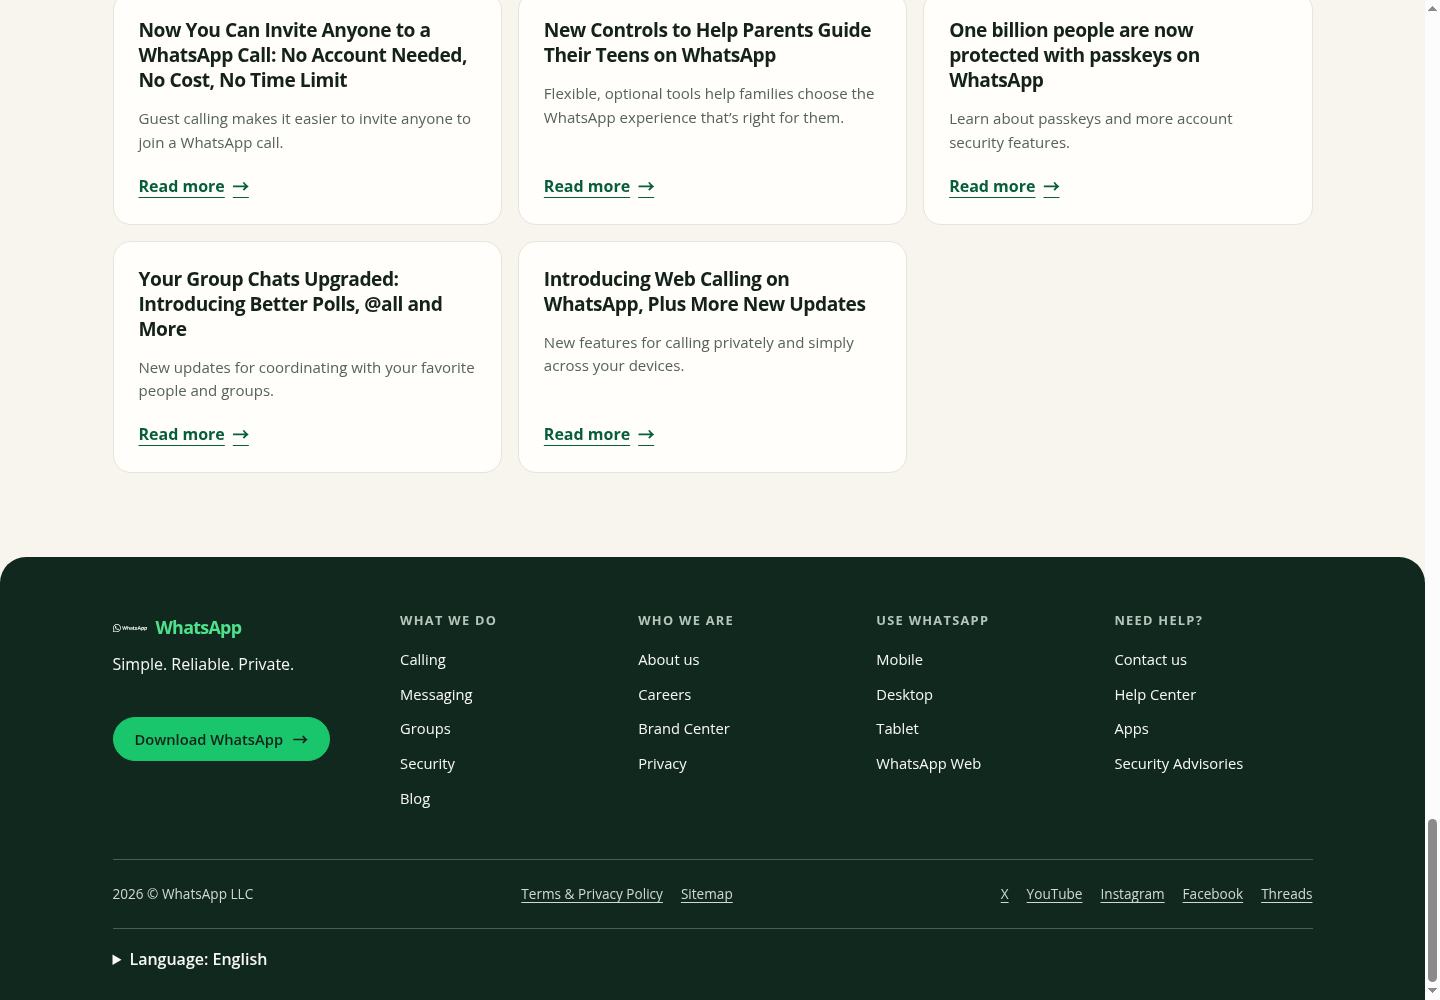 Now You Can Invite Anyone to a
WhatsApp Call: No Account Needed,
No Cost, No Time Limit
Guest calling makes it easier to invite anyone to
join a WhatsApp call.
Read more →
New Controls to Help Parents Guide
Their Teens on WhatsApp
Flexible, optional tools help families choose the
WhatsApp experience that’s right for them.
Read more →
One billion people are now
protected with passkeys on
WhatsApp
Learn about passkeys and more account
security features.
Read more →
Your Group Chats Upgraded:
Introducing Better Polls, @all and
More
New updates for coordinating with your favorite
people and groups.
Read more →
Introducing Web Calling on
WhatsApp, Plus More New Updates
New features for calling privately and simply
across your devices.
Read more →
WhatsApp WhatsApp
Simple. Reliable. Private.
Download WhatsApp →
WHAT WE DO
Calling
Messaging
Groups
Security
Blog
WHO WE ARE
About us
Careers
Brand Center
Privacy
USE WHATSAPP
Mobile
Desktop
Tablet
WhatsApp Web
NEED HELP?
Contact us
Help Center
Apps
Security Advisories
2026 © WhatsApp LLC
Terms & Privacy Policy Sitemap
X YouTube Instagram Facebook Threads
Language: English